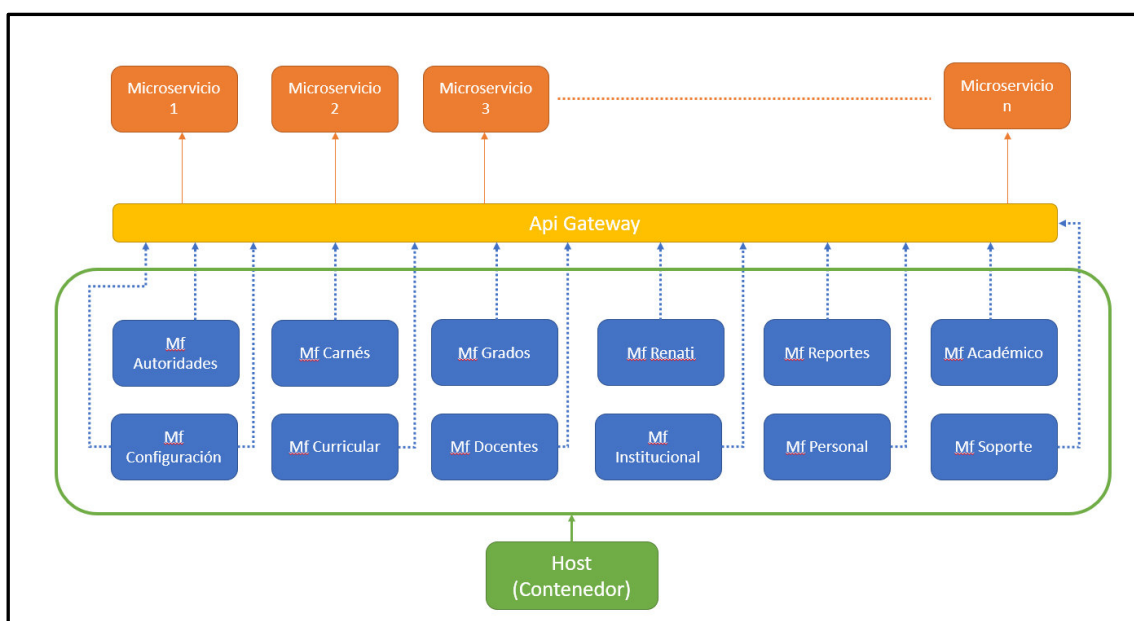 Microservicio
1
Microservicio
2
Microservicio
3
Microservicio
n
Api Gateway
Mf
Autoridades
Mf Carnés
Mf Grados
Mf Renati
Mf Reportes
Mf Académico
Mf
Configuración
Mf Curricular
Mf Docentes
Mf
Institucional
Mf Personal
Mf Soporte
Host
(Contenedor)